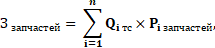 З запчастей = ∑ⁿᵢ₌₁ Qi тс × Pi запчастей,